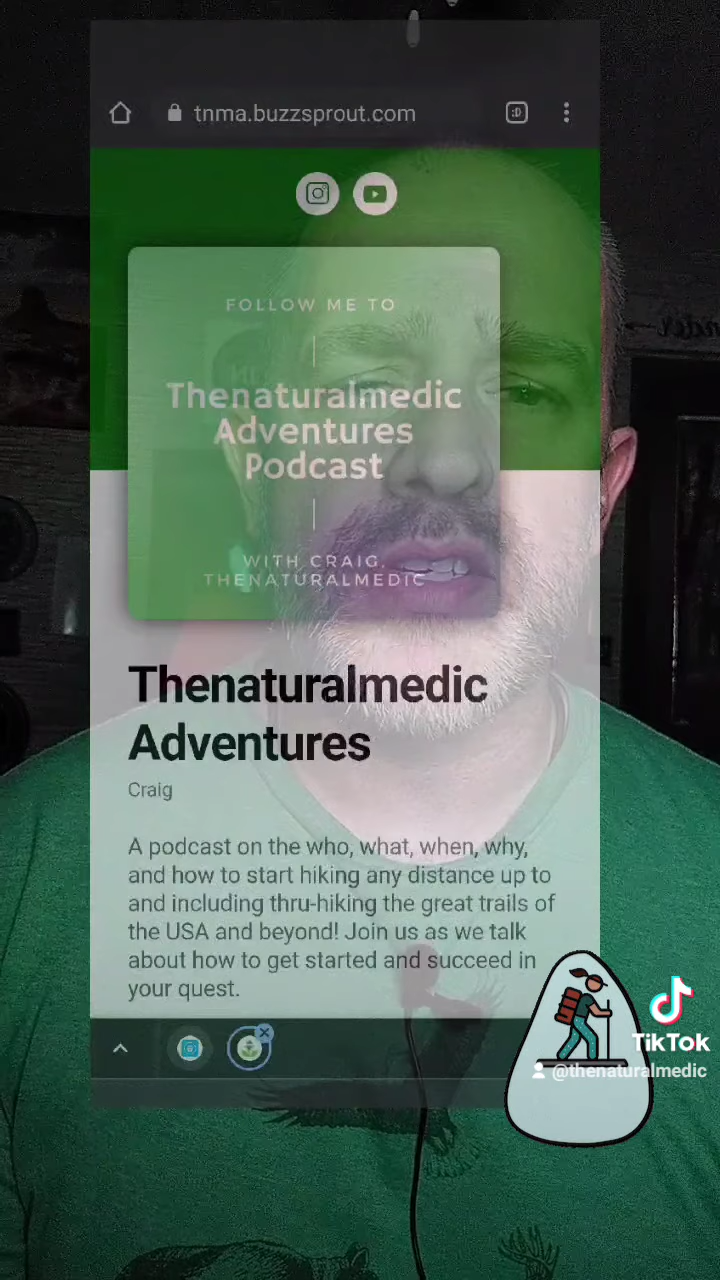 tnma.buzzsprout.com
:D
FOLLOW ME TO
Thenaturalmedic
Adventures
Podcast
WITH CRAIG,
THENATURALMEDIC
Thenaturalmedic
Adventures
Craig
A podcast on the who, what, when, why,
and how to start hiking any distance up to
and including thru-hiking the great trails of
the USA and beyond! Join us as we talk
about how to get started and succeed in
your quest.
TikTok
@thenaturalmedic